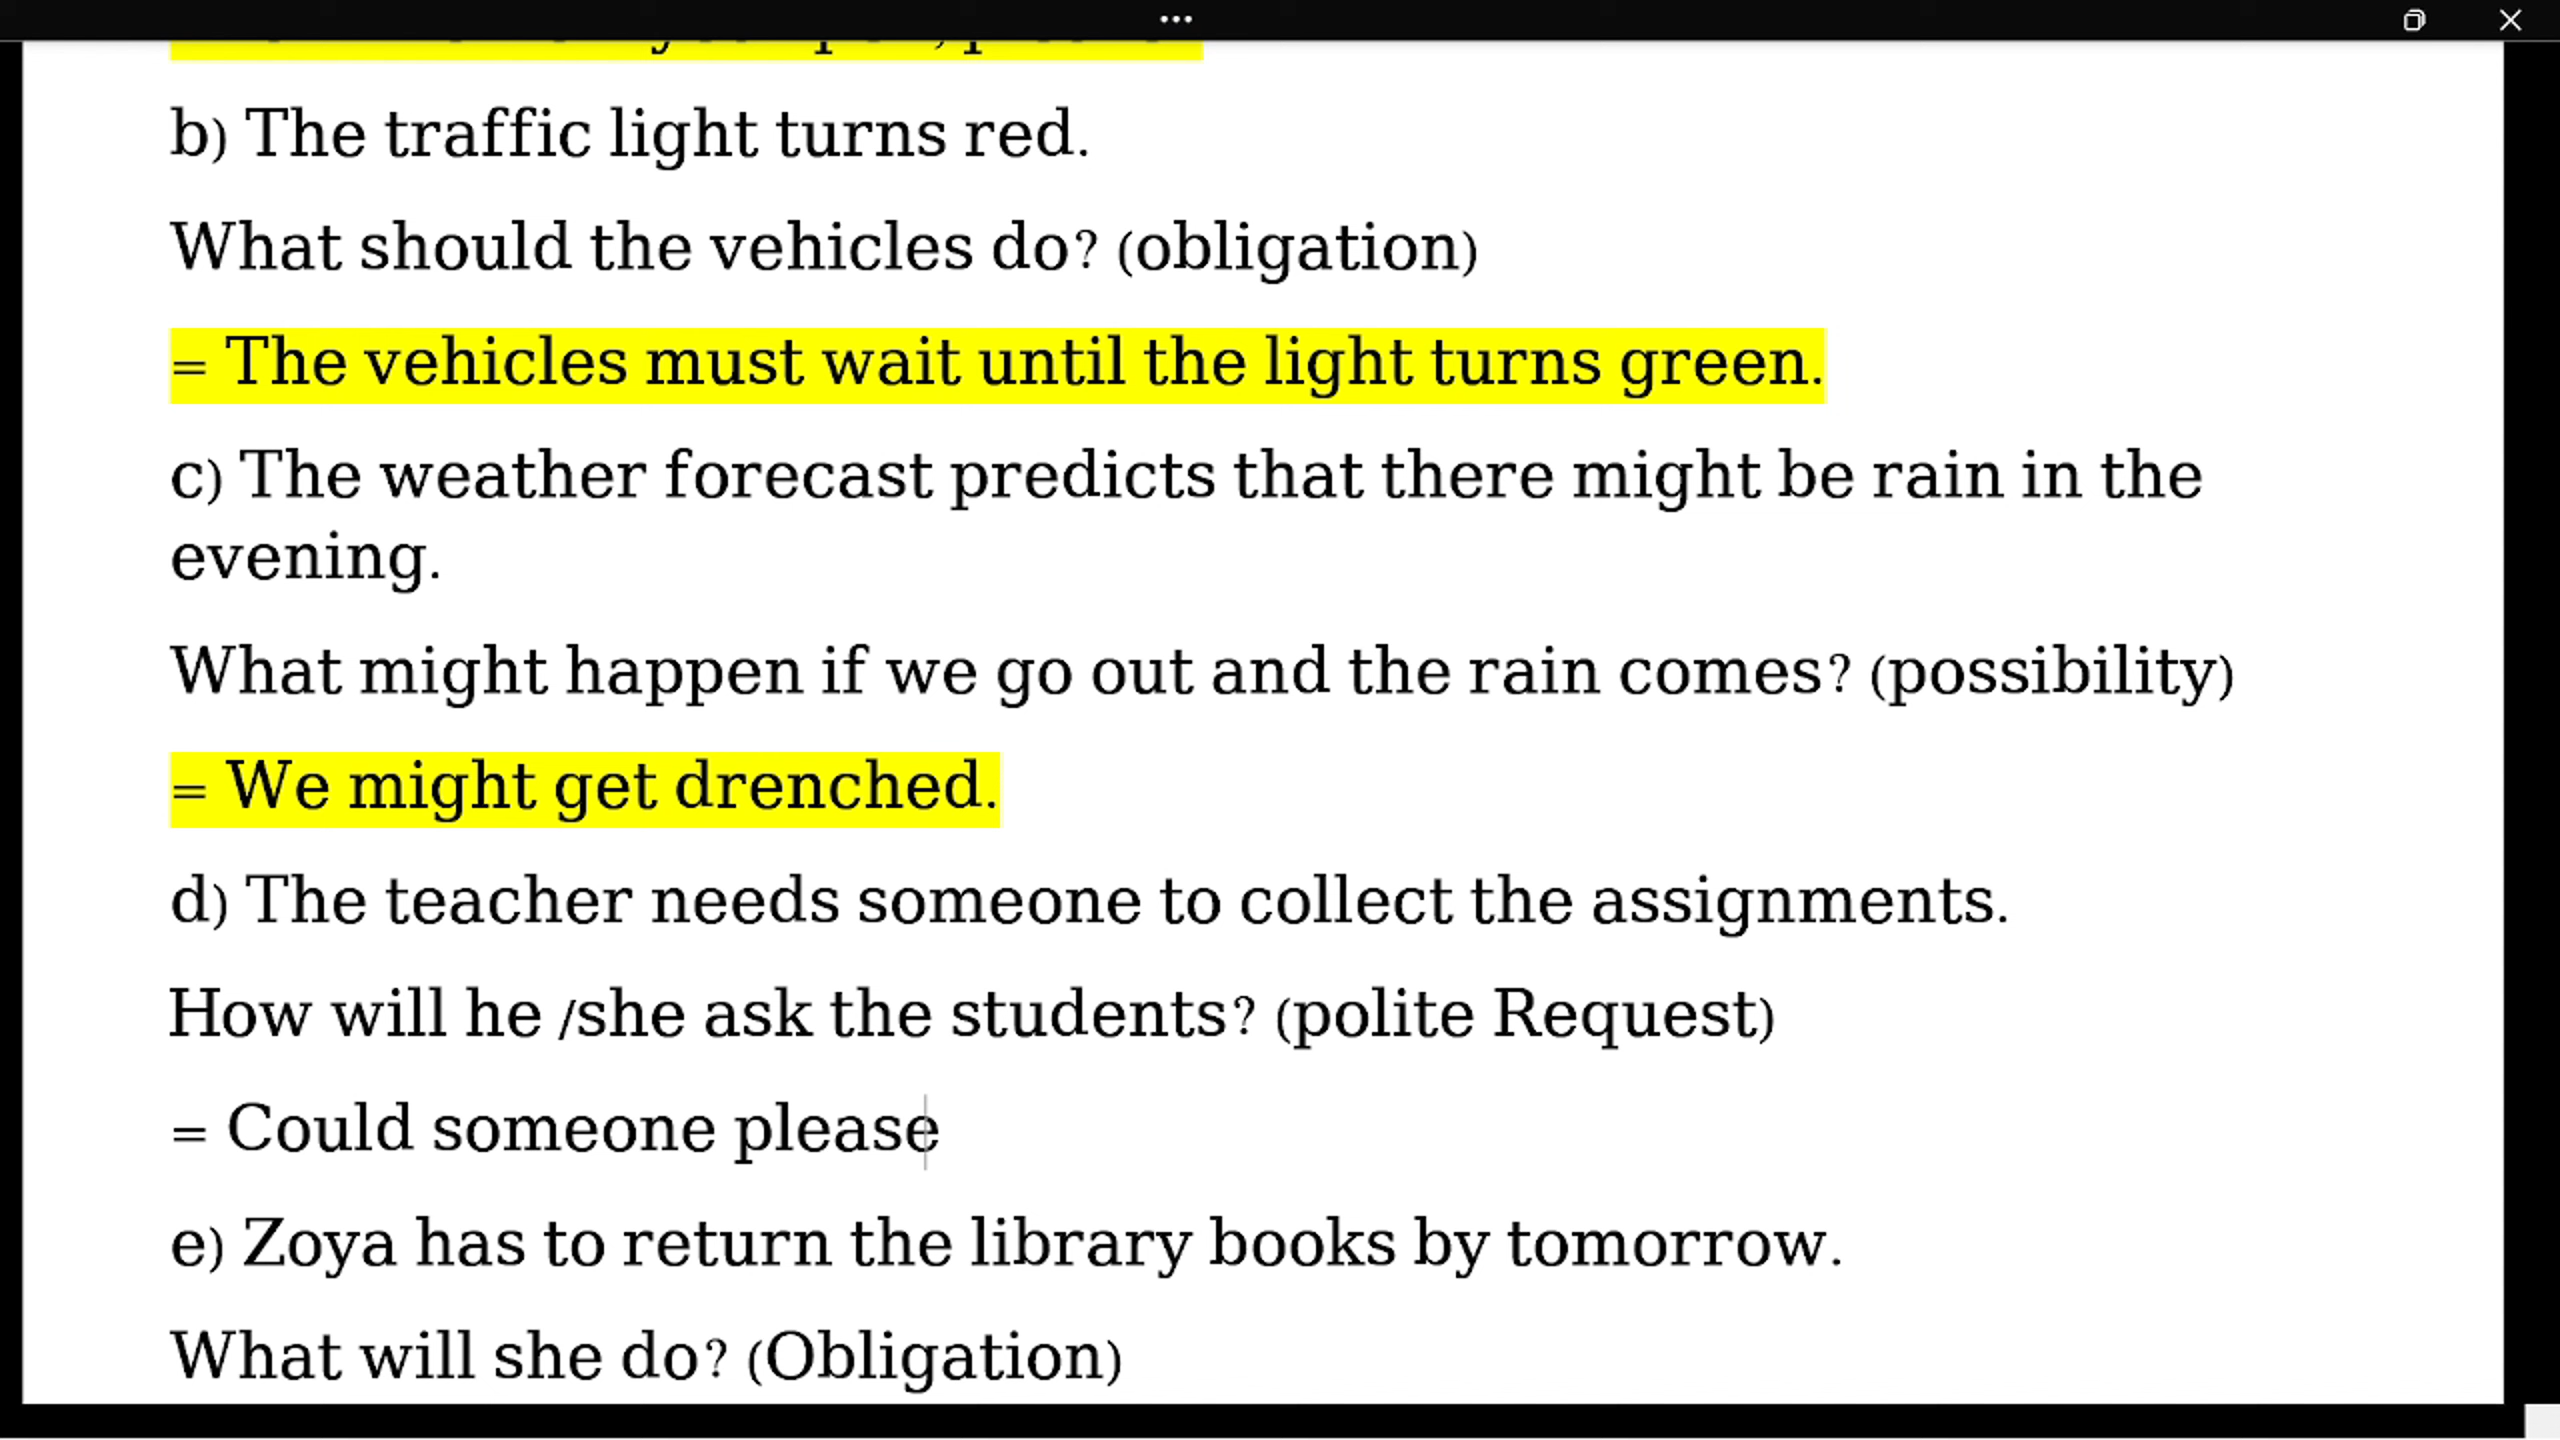 b) The traffic light turns red.
What should the vehicles do? (obligation)
= The vehicles must wait until the light turns green.
c) The weather forecast predicts that there might be rain in the
evening.
What might happen if we go out and the rain comes? (possibility)
= We might get drenched.
d) The teacher needs someone to collect the assignments.
How will he /she ask the students? (polite Request)
= Could someone please
e) Zoya has to return the library books by tomorrow.
What will she do? (Obligation)